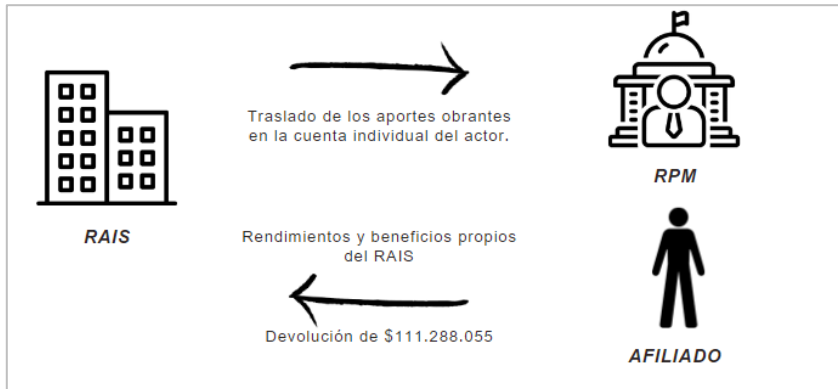 Traslado de los aportes obrantes
en la cuenta individual del actor.
RPM
RAIS
Rendimientos y beneficios propios
del RAIS
Devolución de $111.288.055
AFILIADO